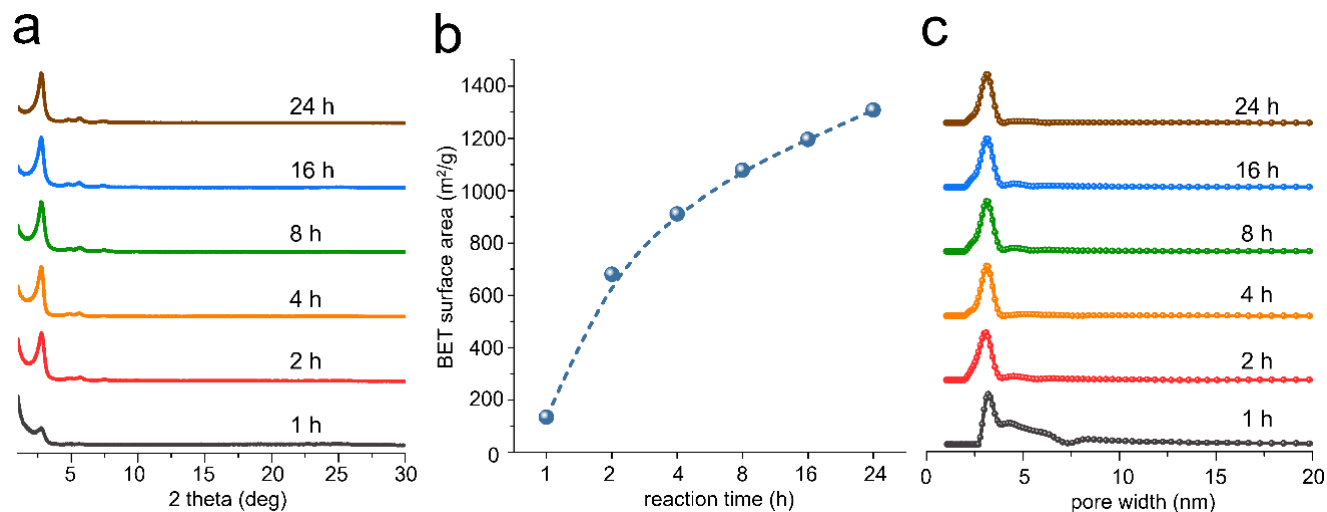 a
24 h
16 h
8 h
4 h
2 h
1 h
5 10 15 20 25 30
2 theta (deg)
b
1400
1200
1000
800
600
400
200
0
BET surface area (m²/g)
1 2 4 8 16 24
reaction time (h)
c
24 h
16 h
8 h
4 h
2 h
1 h
0 5 10 15 20
pore width (nm)